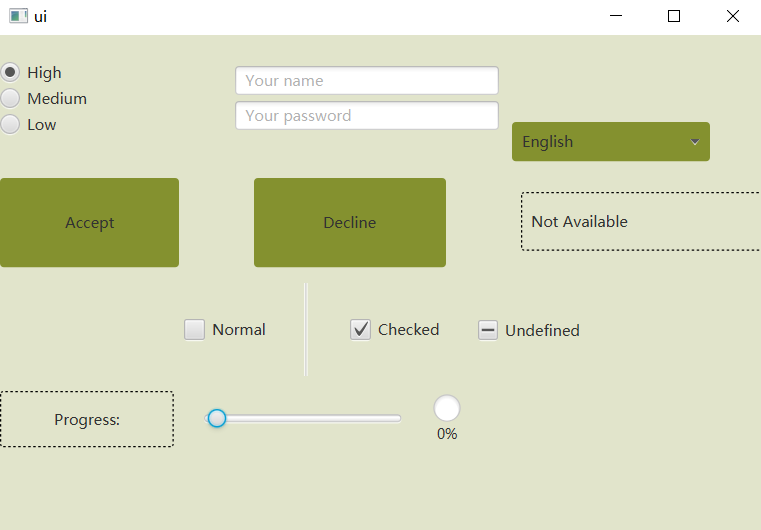 ui
High
Medium
Low
Your name
Your password
English
Accept
Decline
Not Available
Normal
Checked
Undefined
Progress:
0%